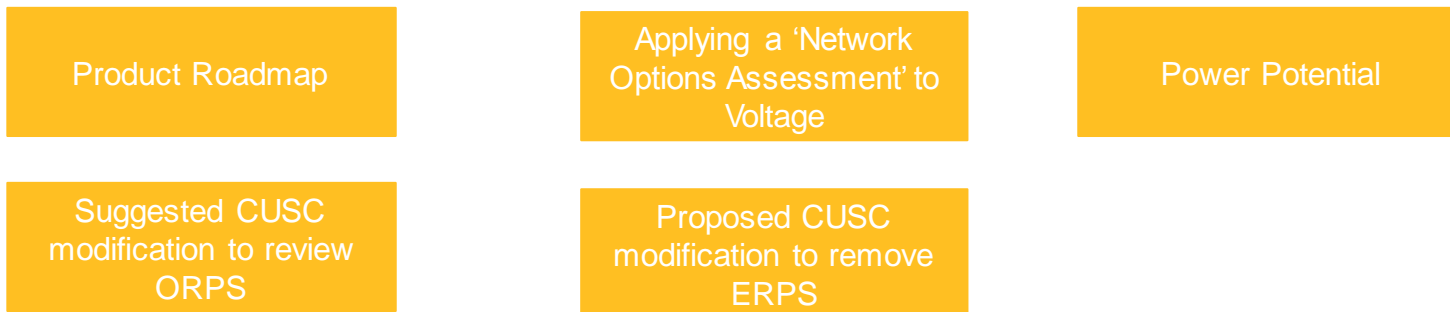 Product Roadmap
Applying a ‘Network
Options Assessment’ to
Voltage
Power Potential
Suggested CUSC
modification to review
ORPS
Proposed CUSC
modification to remove
ERPS